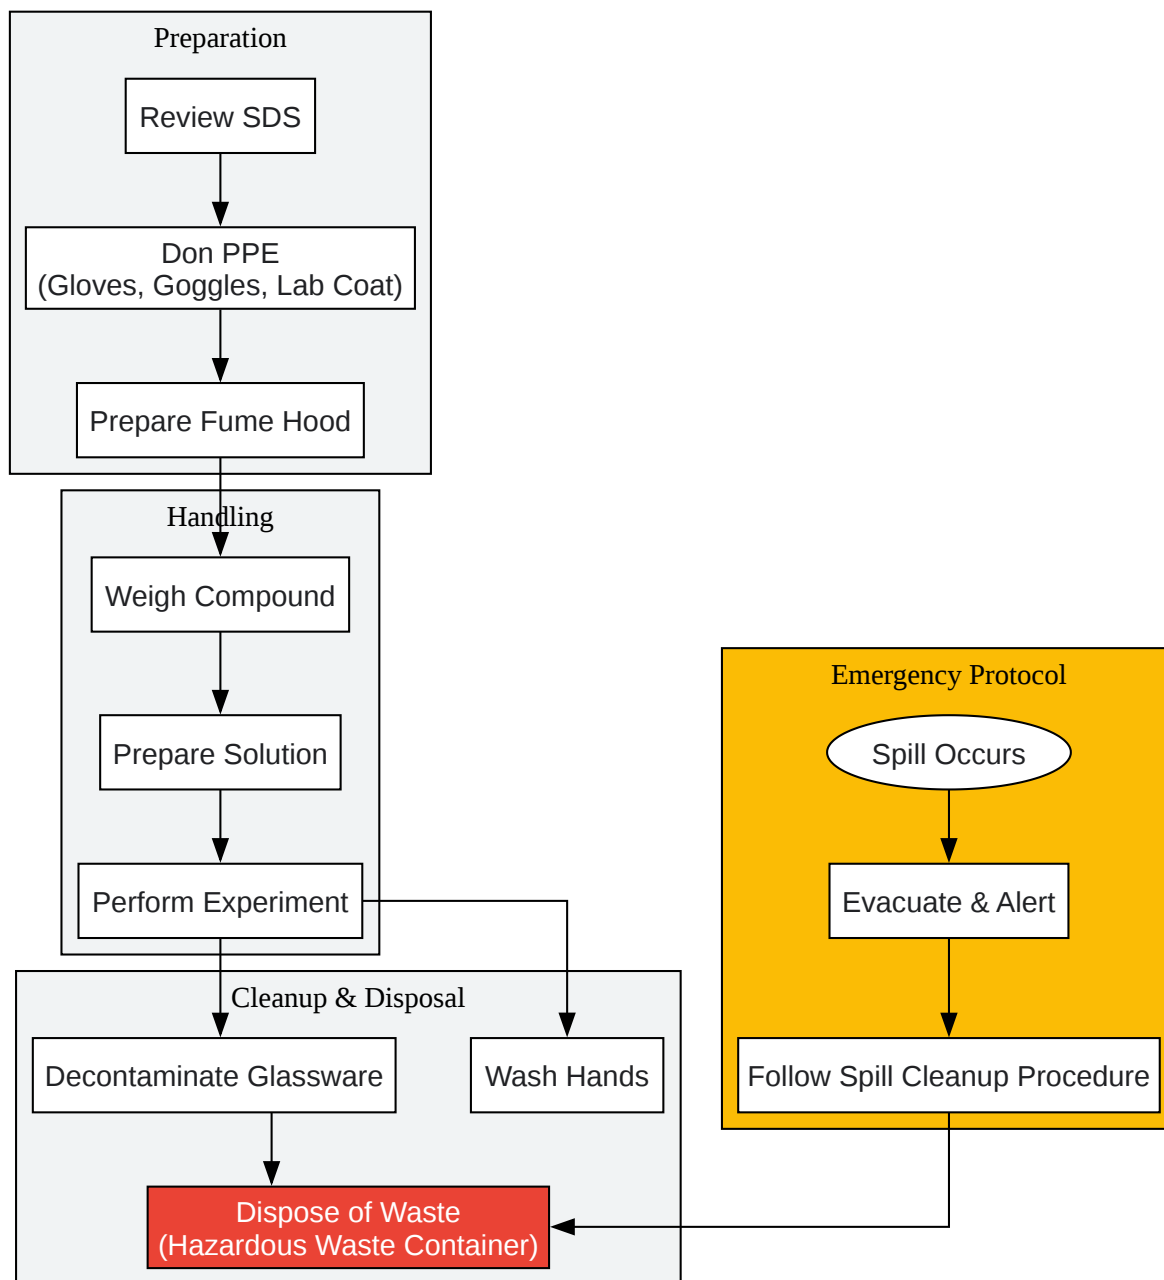 Preparation
Review SDS
Don PPE
(Gloves, Goggles, Lab Coat)
Prepare Fume Hood
Handling
Weigh Compound
Prepare Solution
Perform Experiment
Cleanup & Disposal
Decontaminate Glassware
Wash Hands
Dispose of Waste
(Hazardous Waste Container)
Emergency Protocol
Spill Occurs
Evacuate & Alert
Follow Spill Cleanup Procedure